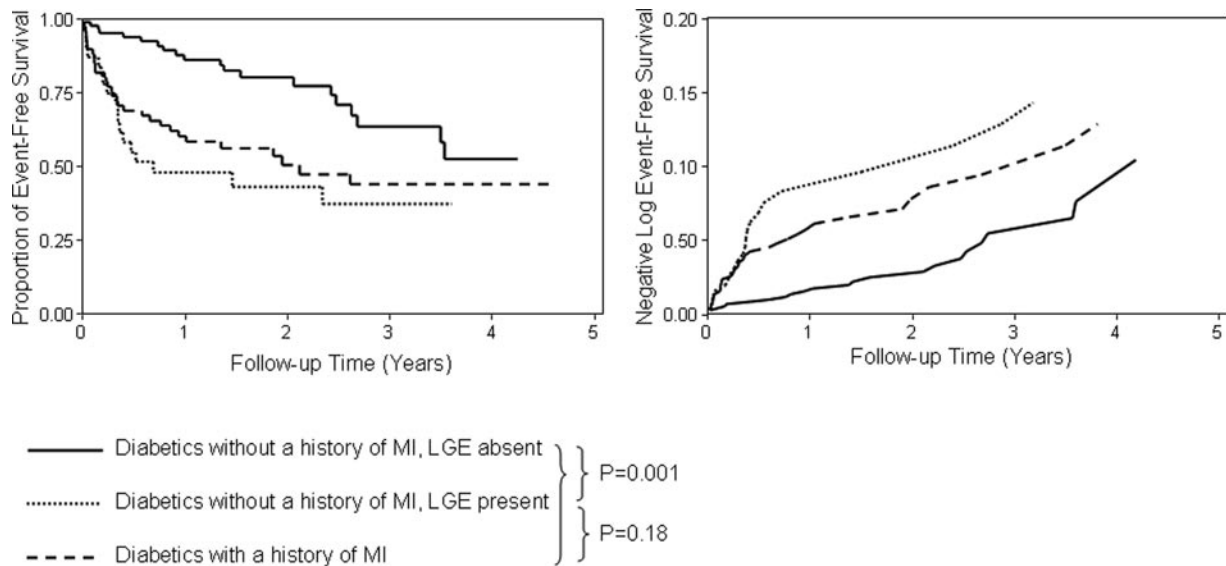 Proportion of Event-Free Survival
1.00
0.75
0.50
0.25
0.00
0 1 2 3 4 5
Follow-up Time (Years)
Negative Log Event-Free Survival
0.20
0.15
0.10
0.50
0.00
0 1 2 3 4 5
Follow-up Time (Years)
Diabetics without a history of MI, LGE absent
P=0.001
Diabetics without a history of MI, LGE present
P=0.18
Diabetics with a history of MI